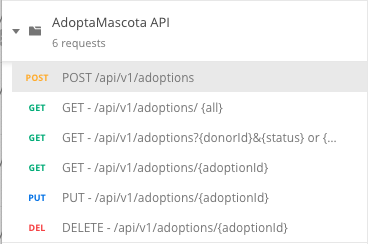 AdoptaMascota API
6 requests
POST POST /api/v1/adoptions
GET GET - /api/v1/adoptions/ {all}
GET GET - /api/v1/adoptions?{donorId}&{status} or {...
GET GET - /api/v1/adoptions/{adoptionId}
PUT PUT - /api/v1/adoptions/{adoptionId}
DEL DELETE - /api/v1/adoptions/{adoptionId}